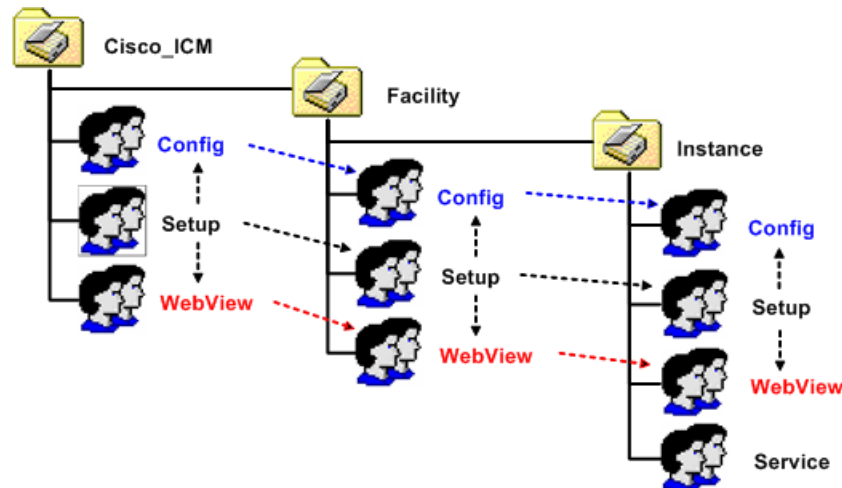 Cisco_ICM
Facility
Instance
Config
Setup
WebView
Config
Setup
WebView
Config
Setup
WebView
Service